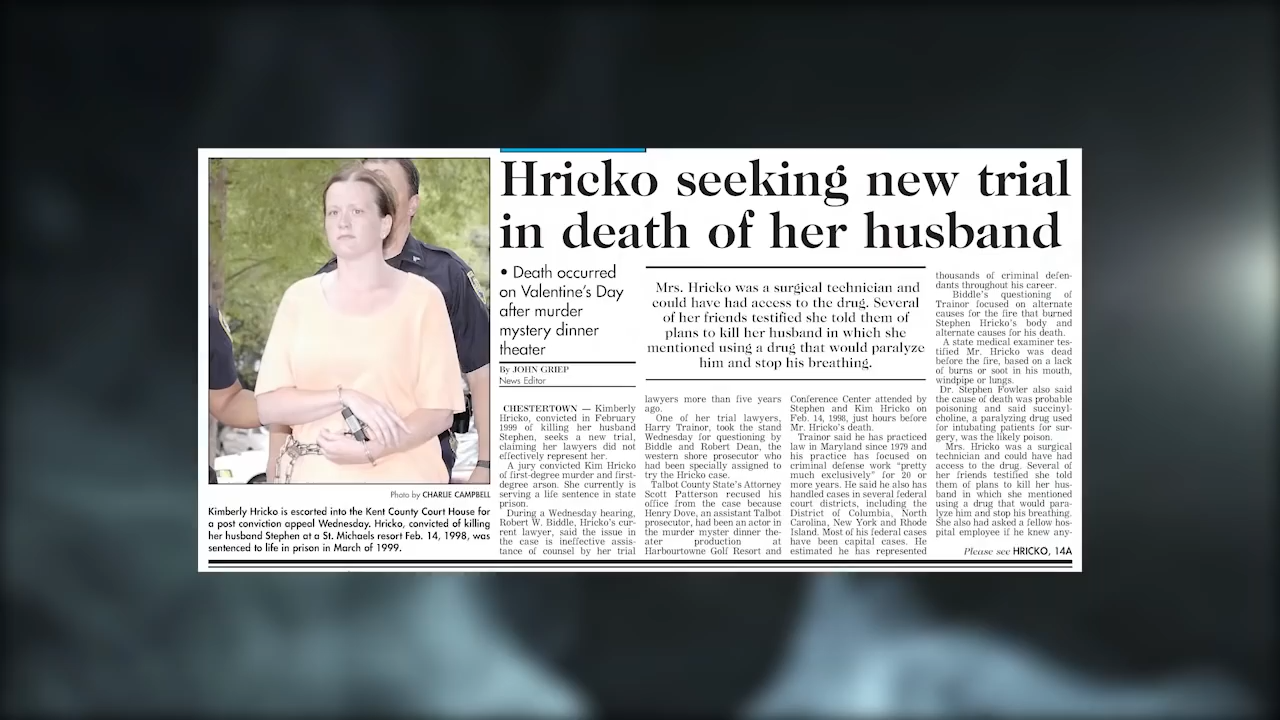 Hricko seeking new trial
in death of her husband
• Death occurred
on Valentine's Day
after murder
mystery dinner
theater
By JOHN GRIEP
News Editor
Mrs. Hricko was a surgical technician and
could have had access to the drug. Several
of her friends testified she told them of
plans to kill her husband in which she
mentioned using a drug that would paralyze
him and stop his breathing.
Photo by CHARLIE CAMPBELL
Kimberly Hricko is escorted into the Kent County Court House for
a post conviction appeal Wednesday. Hricko, convicted of killing
her husband Stephen at a St. Michaels resort Feb. 14, 1998, was
sentenced to life in prison in March of 1999.
CHESTERTOWN — Kimberly
Hricko, convicted in February
1999 of killing her husband
Stephen, seeks a new trial,
claiming her lawyers did not
effectively represent her.
A jury convicted Kim Hricko
of first-degree murder and first-
degree arson. She currently is
serving a life sentence in state
prison.
During a Wednesday hearing,
Robert W. Biddle, Hricko's cur-
rent lawyer, said the issue in
the case is ineffective assis-
tance of counsel by her trial
lawyers more than five years
ago.
One of her trial lawyers,
Harry Trainor, took the stand
Wednesday for questioning by
Biddle and Robert Dean, the
western shore prosecutor who
had been specially assigned to
try the Hricko case.
Talbot County State's Attorney
Scott Patterson recused his
office from the case because
Henry Dove, an assistant Talbot
prosecutor, had been an actor in
the murder myster dinner the-
ater production at
Harbourtowne Golf Resort and
Conference Center attended by
Stephen and Kim Hricko on
Feb. 14, 1998, just hours before
Mr. Hricko's death.
Trainor said he has practiced
law in Maryland since 1979 and
his practice has focused on
criminal defense work "pretty
much exclusively" for 20 or
more years. He said he also has
handled cases in several federal
court districts, including the
District of Columbia, North
Carolina, New York and Rhode
Island. Most of his federal cases
have been capital cases. He
estimated he has represented
thousands of criminal defen-
dants throughout his career.
Biddle's questioning of
Trainor focused on alternate
causes for the fire that burned
Stephen Hricko's body and
alternate causes for his death.
A state medical examiner tes-
tified Mr. Hricko was dead
before the fire, based on a lack
of burns or soot in his mouth,
windpipe or lungs.
Dr. Stephen Fowler also said
the cause of death was probable
poisoning and said succinyl-
choline, a paralyzing drug used
for intubating patients for sur-
gery, was the likely poison.
Mrs. Hricko was a surgical
technician and could have had
access to the drug. Several of
her friends testified she told
them of plans to kill her hus-
band in which she mentioned
using a drug that would para-
lyze him and stop his breathing.
She also had asked a fellow hos-
pital employee if he knew any-
Please see HRICKO, 14A